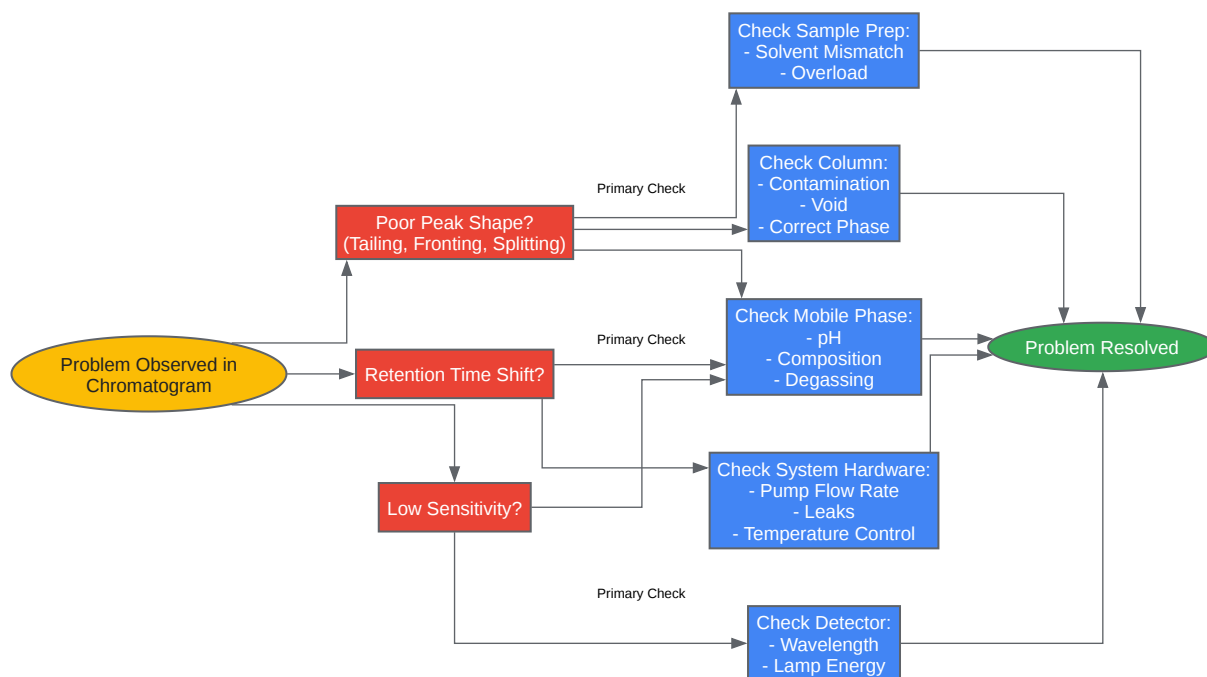 Check Sample Prep:
- Solvent Mismatch
- Overload
Check Column:
- Contamination
- Void
- Correct Phase
Primary Check
Poor Peak Shape?
(Tailing, Fronting, Splitting)
Check Mobile Phase:
- pH
- Composition
- Degassing
Primary Check
Problem Resolved
Problem Observed in
Chromatogram
Retention Time Shift?
Check System Hardware:
- Pump Flow Rate
- Leaks
- Temperature Control
Low Sensitivity?
Primary Check
Check Detector:
- Wavelength
- Lamp Energy